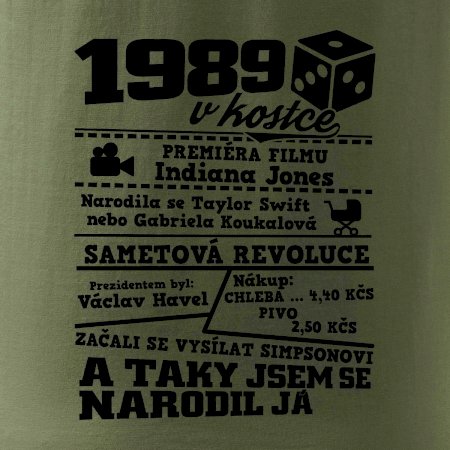 1989
v kostce
PREMIÉRA FILMU
Indiana Jones
Narodila se Taylor Swift
nebo Gabriela Koukalová
SAMETOVÁ REVOLUCE
Prezidentem byl:
Václav Havel
Nákup:
CHLEBA ... 4,40 KČS
PIVO
2,50 KČS
ZAČALI SE VYSÍLAT SIMPSONOVI
A TAKY JSEM SE
NARODIL JÁ